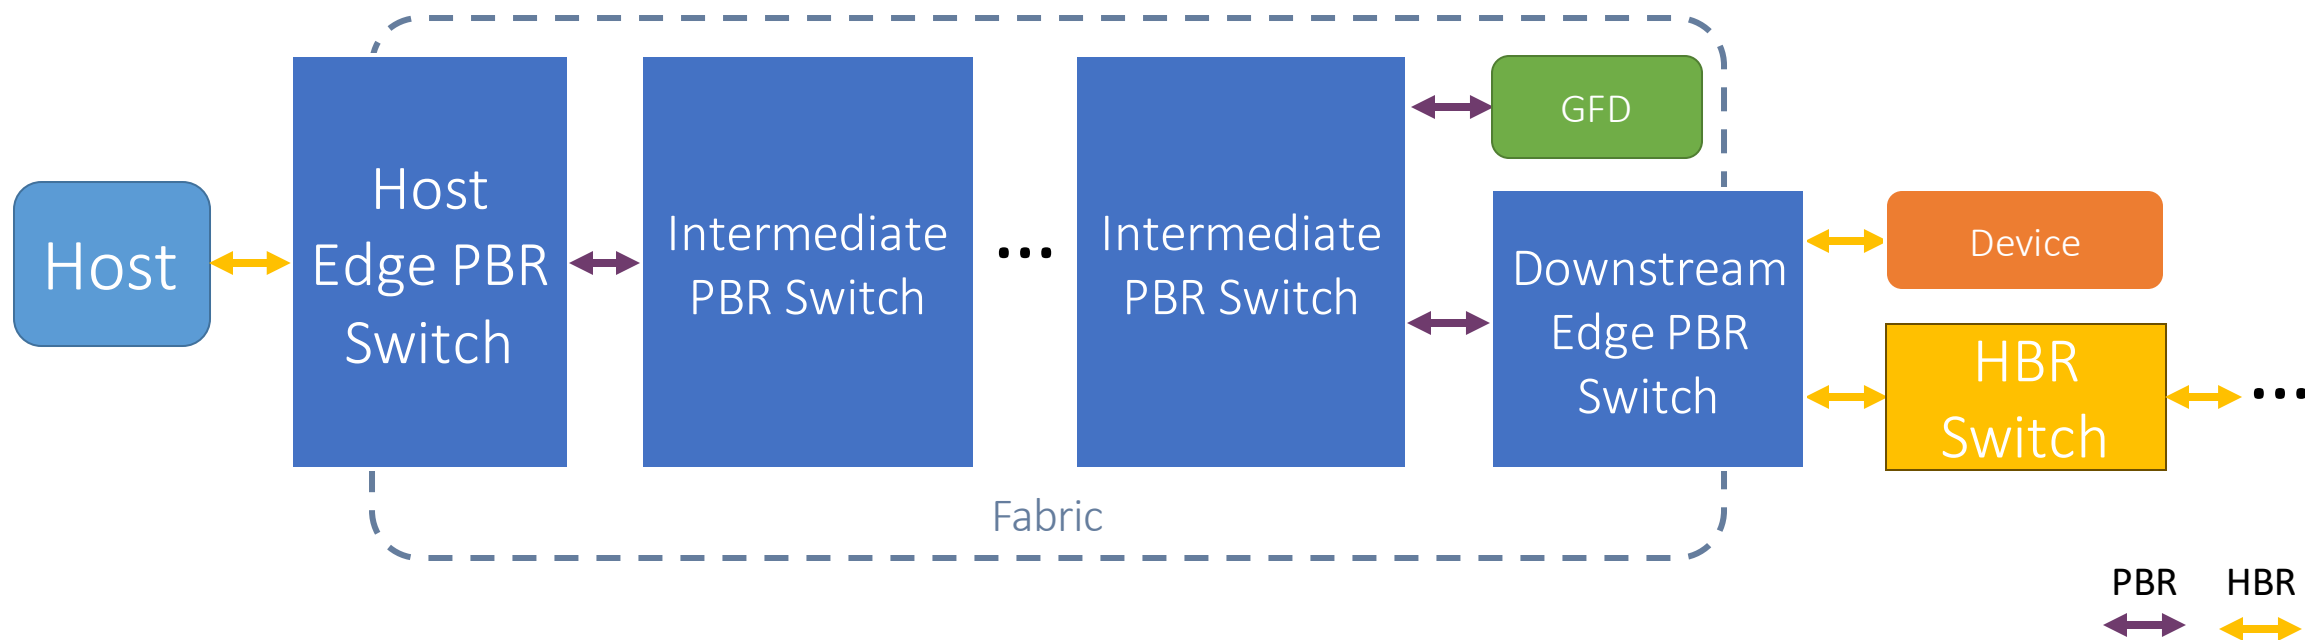 Host
Host
Edge PBR
Switch
Intermediate
PBR Switch
...
Intermediate
PBR Switch
GFD
Downstream
Edge PBR
Switch
Device
HBR
Switch
...
Fabric
PBR HBR